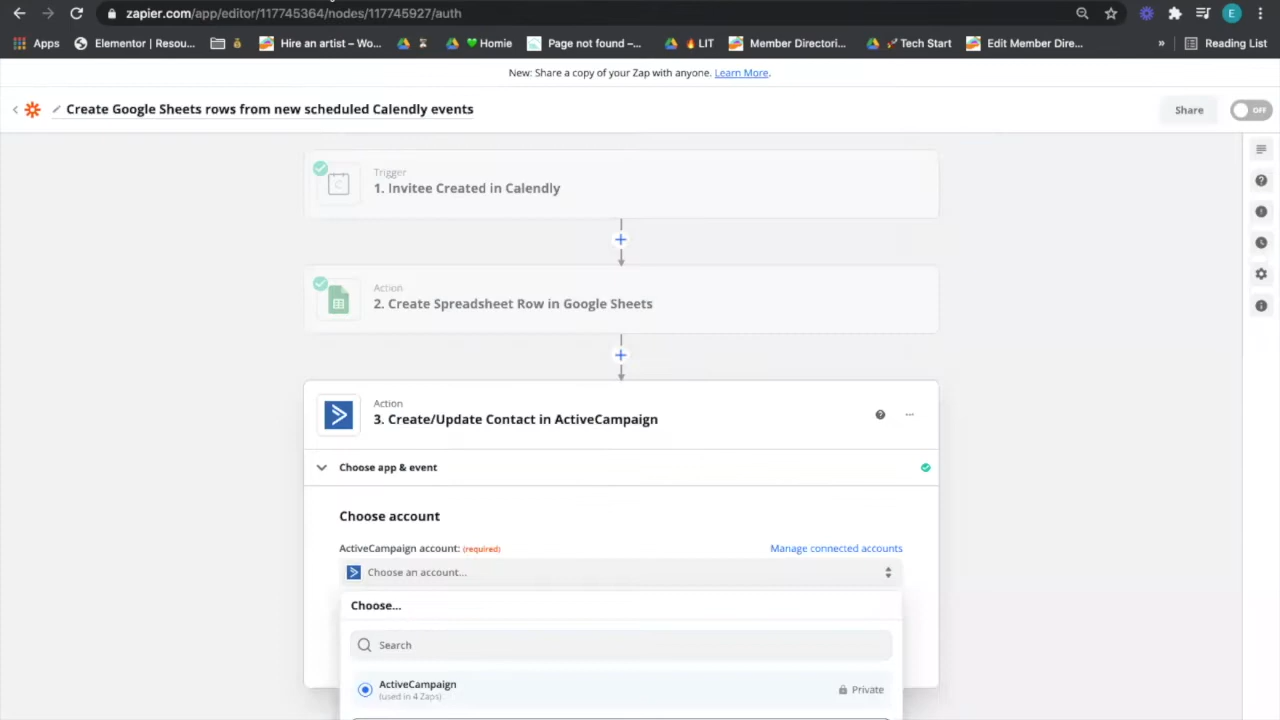 zapier.com/app/editor/117745364/nodes/117745927/auth
E
Apps
Elementor | Resou...
Hire an artist – Wo...
Homie
Page not found –...
LIT
Member Directori...
Tech Start
Edit Member Dire...
»
Reading List
New: Share a copy of your Zap with anyone. Learn More.
Create Google Sheets rows from new scheduled Calendly events
Share
OFF
Trigger
1. Invitee Created in Calendly
Action
2. Create Spreadsheet Row in Google Sheets
Action
3. Create/Update Contact in ActiveCampaign
Choose app & event
Choose account
ActiveCampaign account: (required)
Manage connected accounts
Choose an account...
Choose...
Search
ActiveCampaign
(used in 4 Zaps)
Private